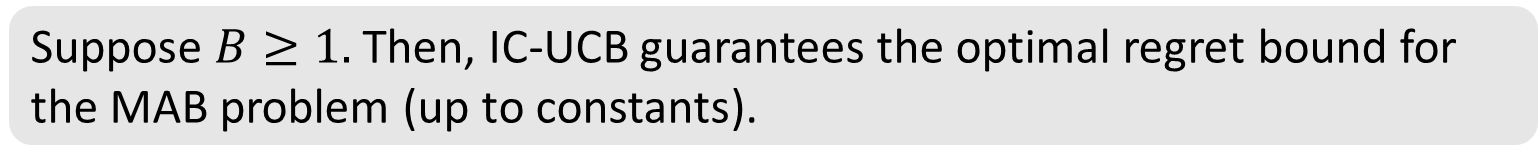 Suppose B ≥ 1. Then, IC-UCB guarantees the optimal regret bound for
the MAB problem (up to constants).